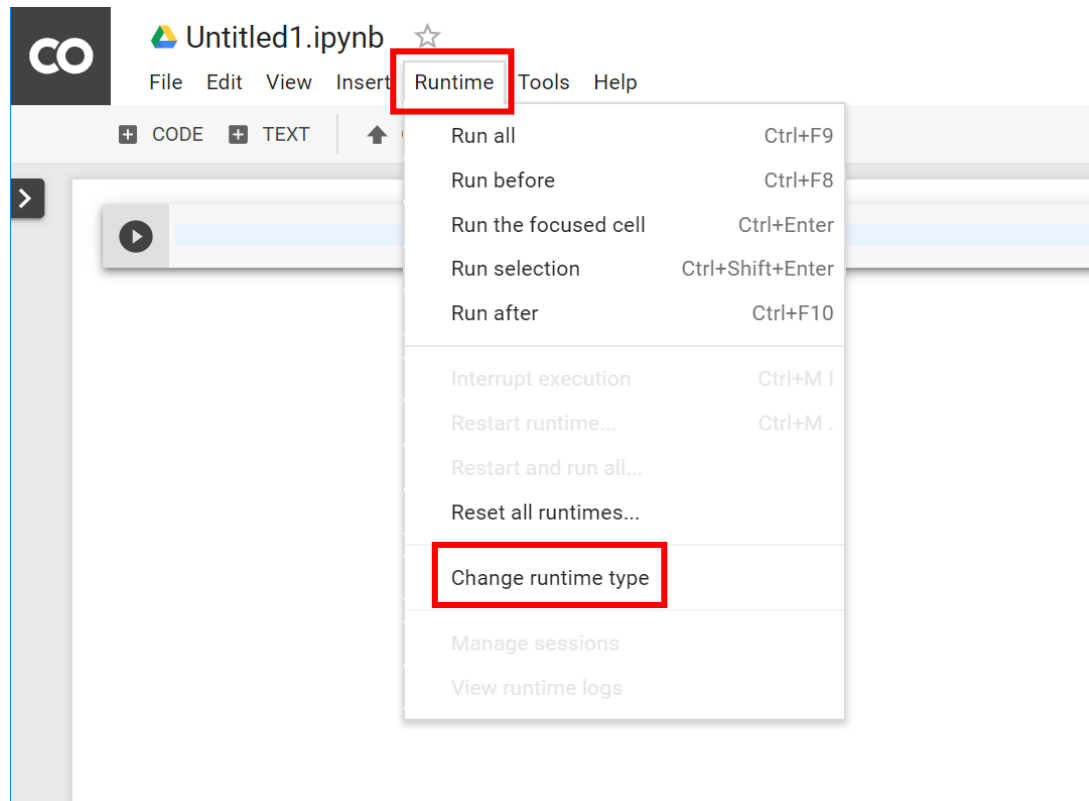 CO Untitled1.ipynb
File Edit View Insert Runtime Tools Help
CODE TEXT
Run all Ctrl+F9
Run before Ctrl+F8
Run the focused cell Ctrl+Enter
Run selection Ctrl+Shift+Enter
Run after Ctrl+F10
Interrupt execution Ctrl+M I
Restart runtime... Ctrl+M .
Restart and run all...
Reset all runtimes...
Change runtime type
Manage sessions
View runtime logs